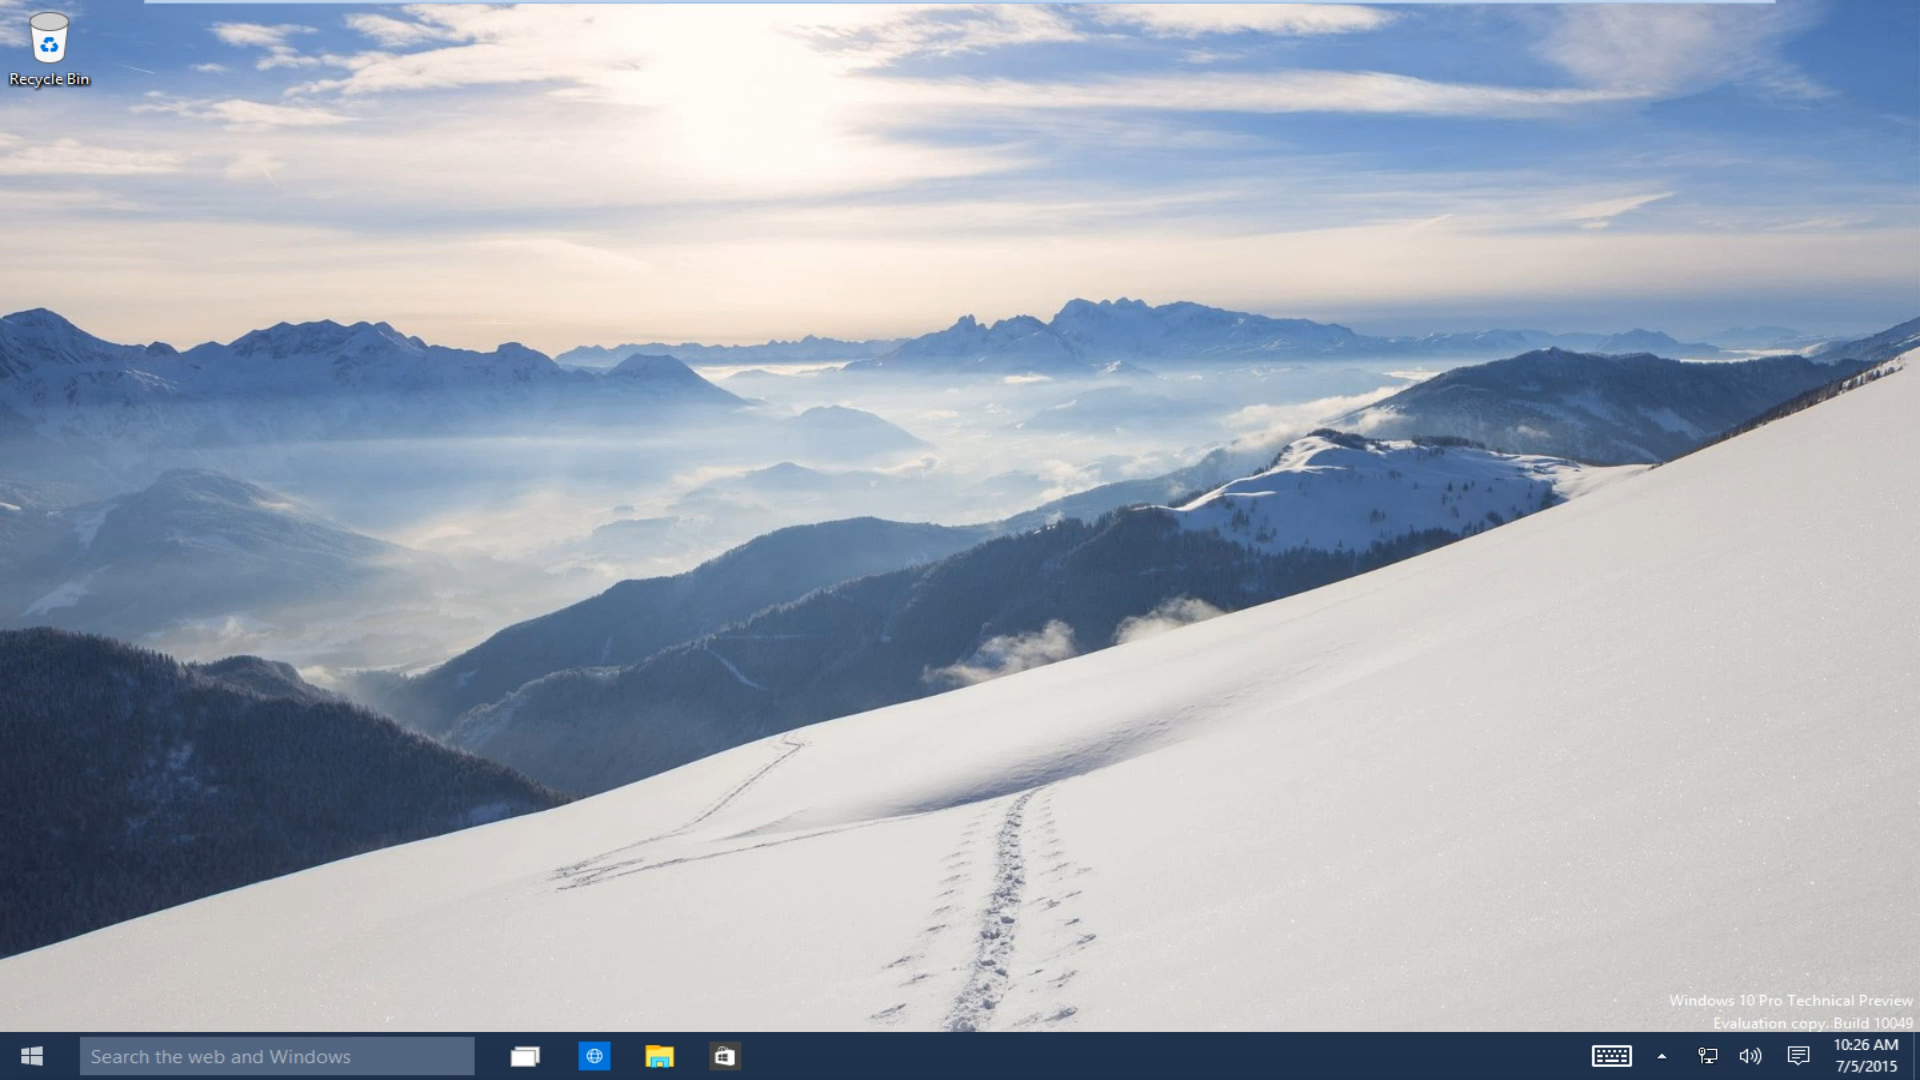 Recycle Bin
Windows 10 Pro Technical Preview
Evaluation copy. Build 10049
Search the web and Windows
10:26 AM
7/5/2015